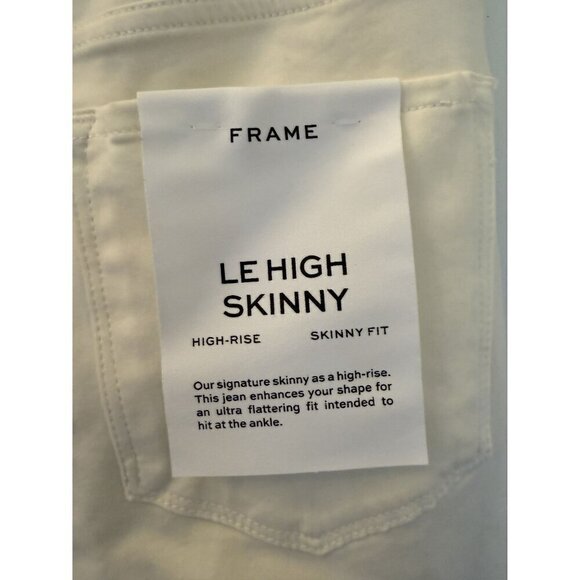 FRAME
LE HIGH
SKINNY
HIGH-RISE SKINNY FIT
Our signature skinny as a high-rise.
This jean enhances your shape for
an ultra flattering fit intended to
hit at the ankle.